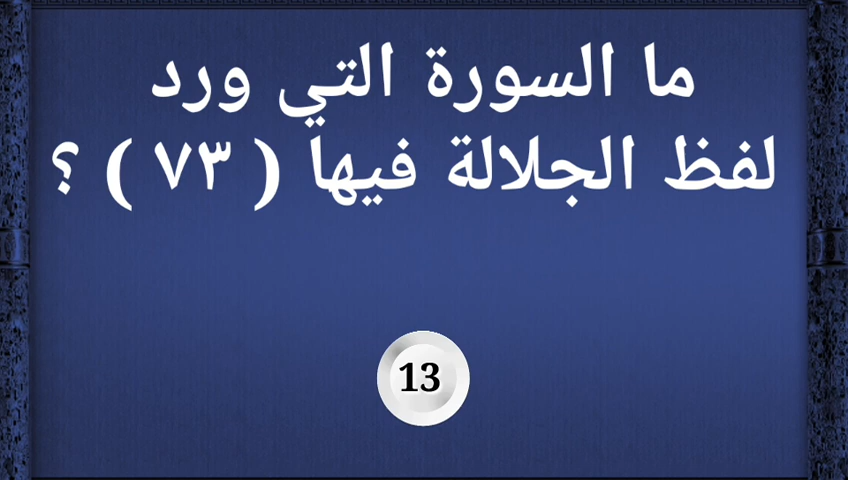 ما السورة التي ورد
لفظ الجلالة فيها ( ٧٣ ) ؟
13